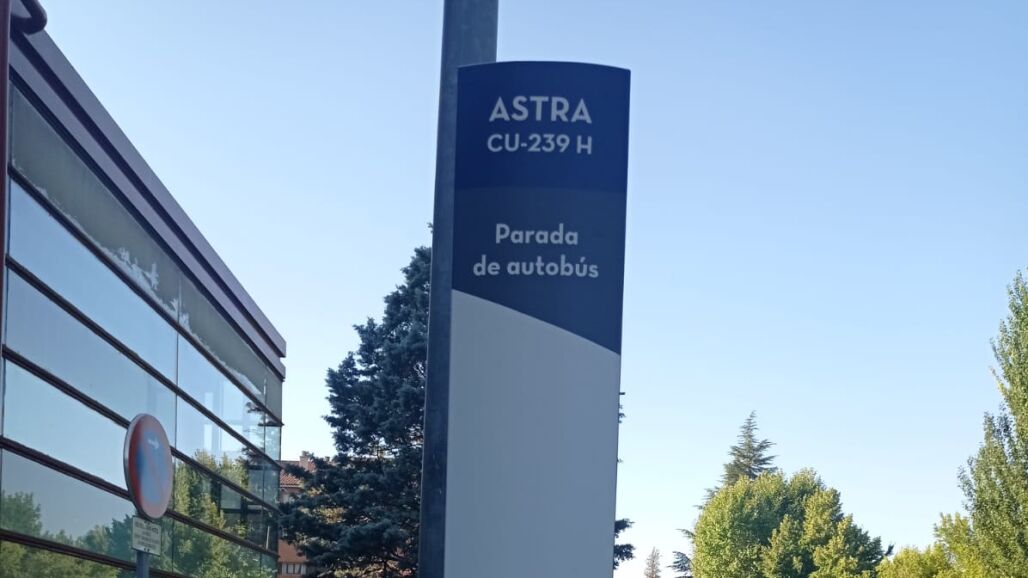 ASTRA
CU-239 H
Parada
de autobús